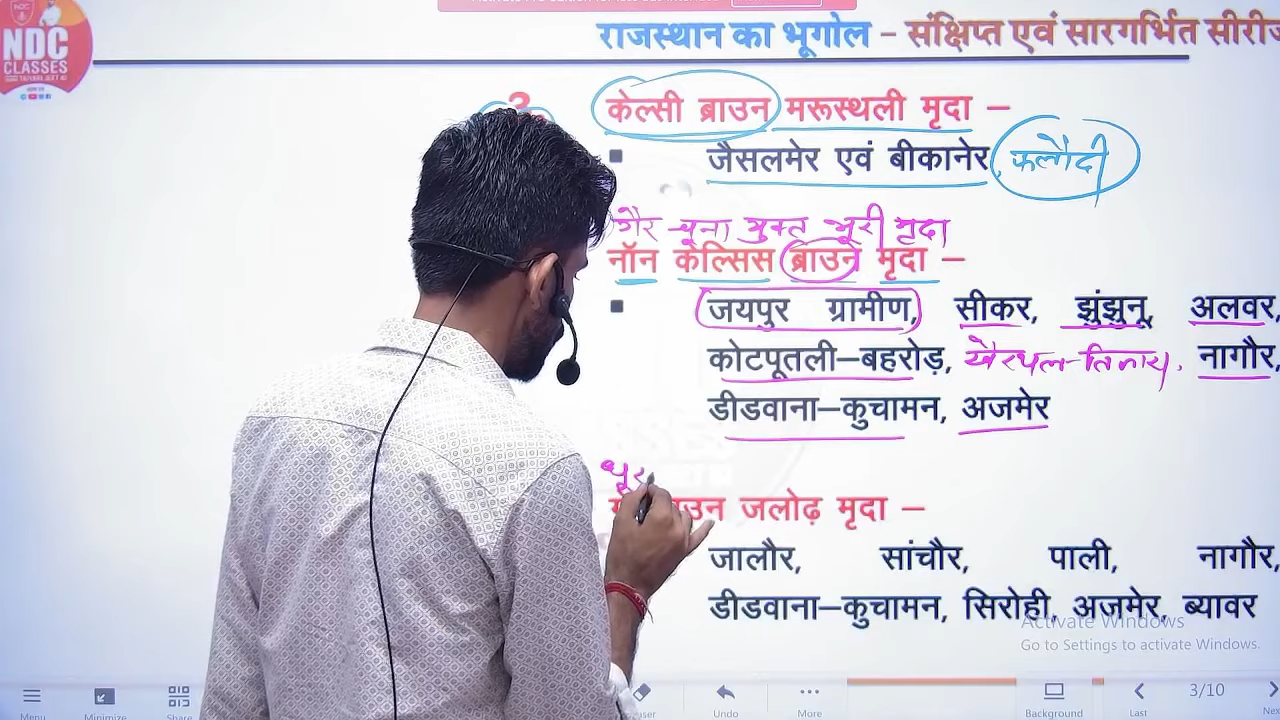 NDC
CLASSES
राजस्थान का भूगोल – संक्षिप्त एवं सारगर्भित सीरीज
केल्सी ब्राउन मरूस्थली मृदा –
जैसलमेर एवं बीकानेर, फलौदी
गैर चूना युक्त भूरी मृदा
नॉन केल्सिस ब्राउन मृदा –
जयपुर ग्रामीण, सीकर, झुंझुनू, अलवर,
कोटपूतली–बहरोड़, खैरथल-तिजारा, नागौर,
डीडवाना–कुचामन, अजमेर
जलोढ़ मृदा –
जालौर, सांचौर, पाली, नागौर,
डीडवाना–कुचामन, सिरोही, अजमेर, ब्यावर
Activate Windows
Go to Settings to activate Windows.
Menu Minimize Share Undo More Background Last 3/10